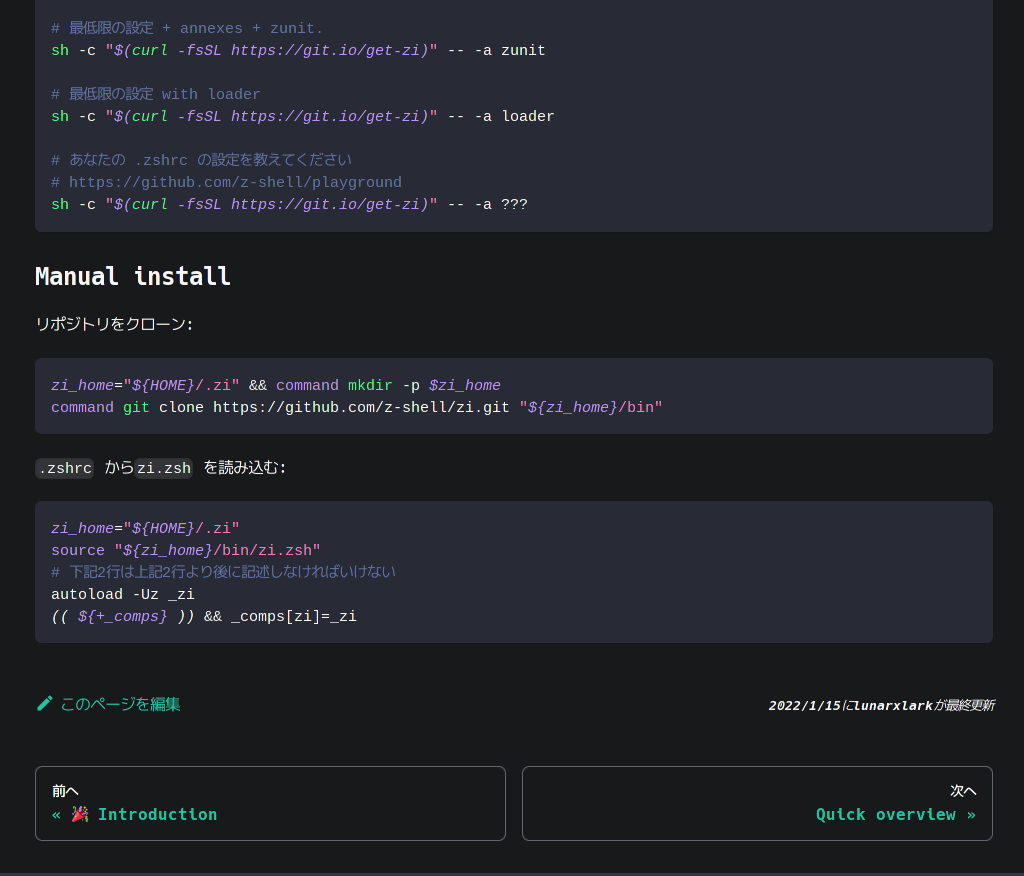 # 最低限の設定 + annexes + zunit.
sh -c "$(curl -fsSL https://git.io/get-zi)" -- -a zunit
# 最低限の設定 with loader
sh -c "$(curl -fsSL https://git.io/get-zi)" -- -a loader
# あなたの .zshrc の設定を教えてください
# https://github.com/z-shell/playground
sh -c "$(curl -fsSL https://git.io/get-zi)" -- -a ???
Manual install
リポジトリをクローン:
zi_home="${HOME}/.zi" && command mkdir -p $zi_home
command git clone https://github.com/z-shell/zi.git "${zi_home}/bin"
.zshrc からzi.zsh を読み込む:
zi_home="${HOME}/.zi"
source "${zi_home}/bin/zi.zsh"
# 下記2行は上記2行より後に記述しなければいけない
autoload -Uz _zi
(( ${+_comps} )) && _comps[zi]=_zi
このページを編集
2022/1/15にlunarxlarkが最終更新
前へ
« 🎉 Introduction
次へ
Quick overview »